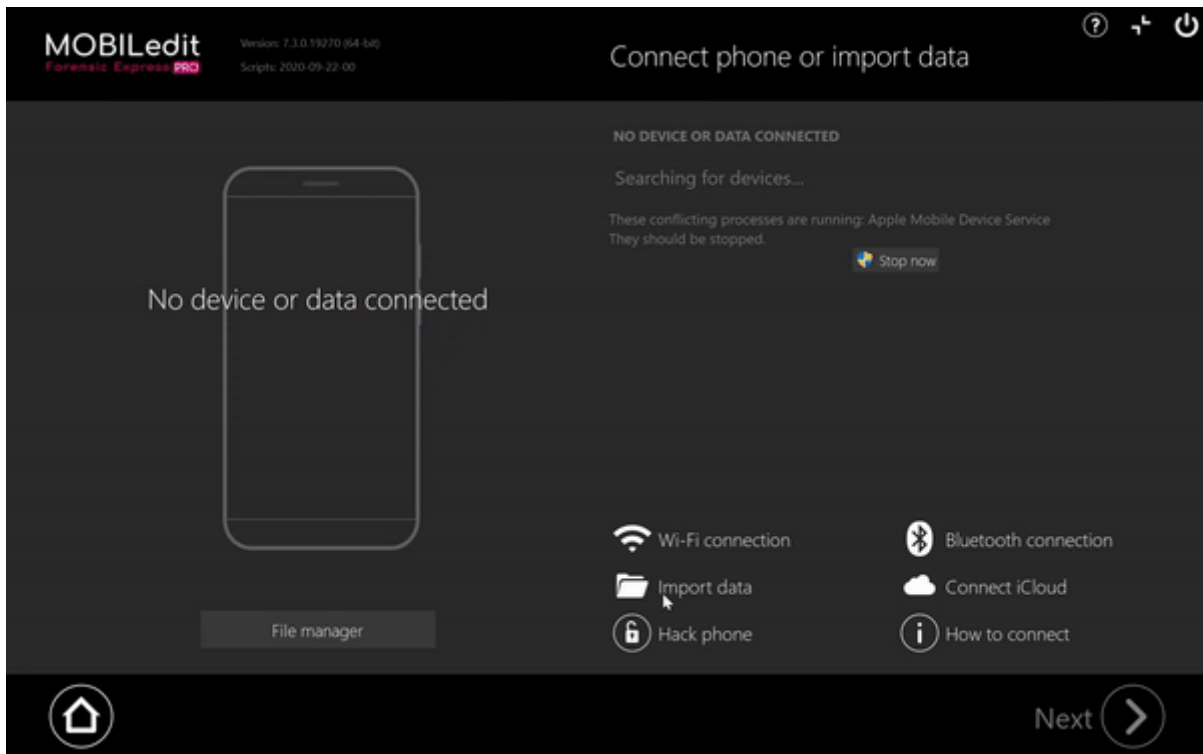 MOBILedit
Forensic Express PRO
Version: 7.3.0.19270 (64-bit)
Scripts: 2020-09-22-00
Connect phone or import data
?
NO DEVICE OR DATA CONNECTED
Searching for devices...
These conflicting processes are running: Apple Mobile Device Service
They should be stopped.
Stop now
No device or data connected
Wi-Fi connection
Bluetooth connection
Import data
Connect iCloud
File manager
Hack phone
How to connect
Next